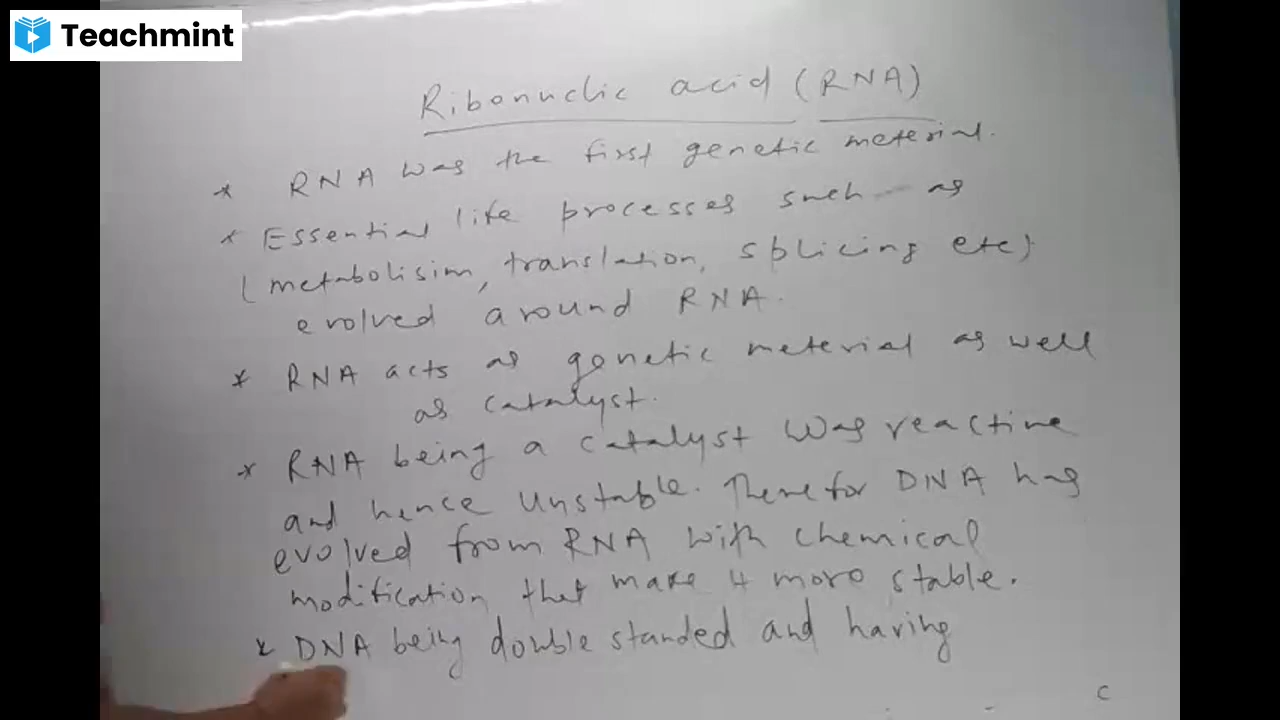 Teachmint
Ribonuclic acid (RNA)
* RNA was the first genetic meterial.
* Essential life processes such as
(metabolisim, translation, splicing etc)
evolved around RNA.
* RNA acts as genetic meterial as well
as catalyst.
* RNA being a catalyst was reactive
and hence unstable. Therefor DNA has
evolved from RNA with chemical
modification that make it more stable.
* DNA being double standed and having
c